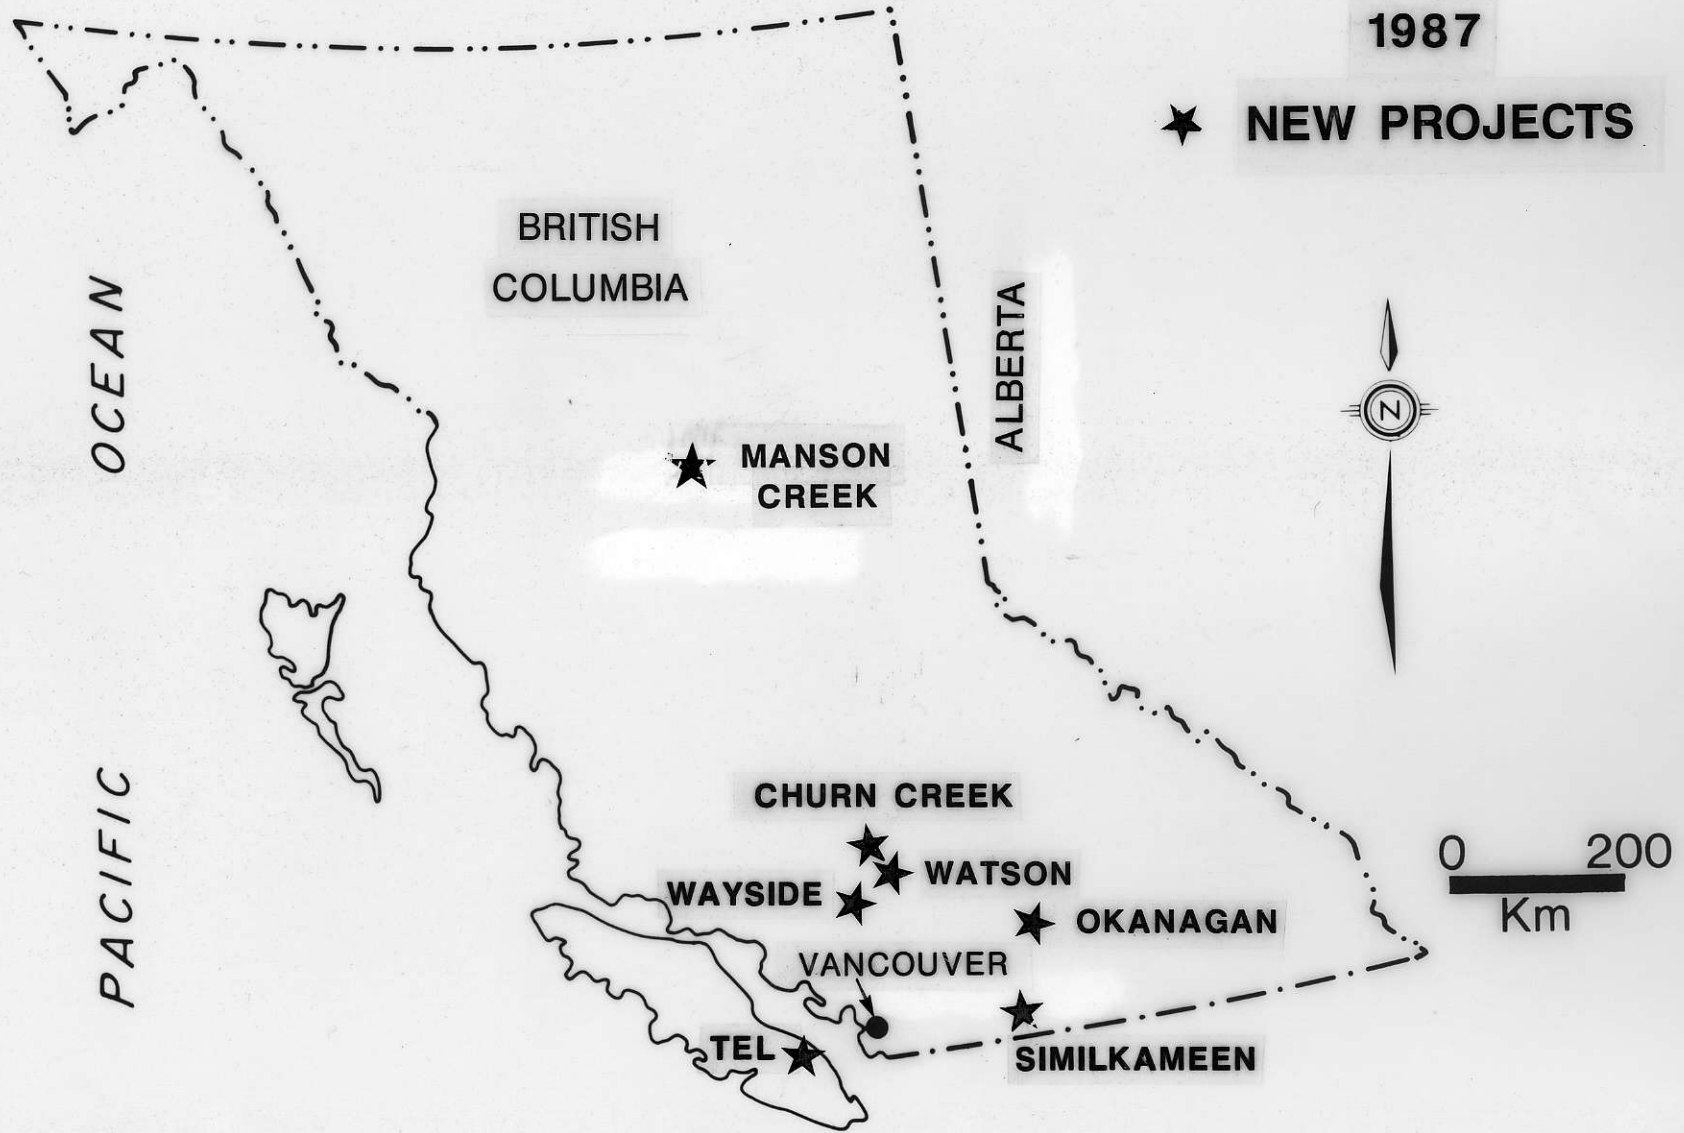 1987
NEW PROJECTS
BRITISH
COLUMBIA
ALBERTA
PACIFIC OCEAN
N
MANSON
CREEK
CHURN CREEK
WATSON
WAYSIDE
OKANAGAN
VANCOUVER
TEL
SIMILKAMEEN
0 200
Km